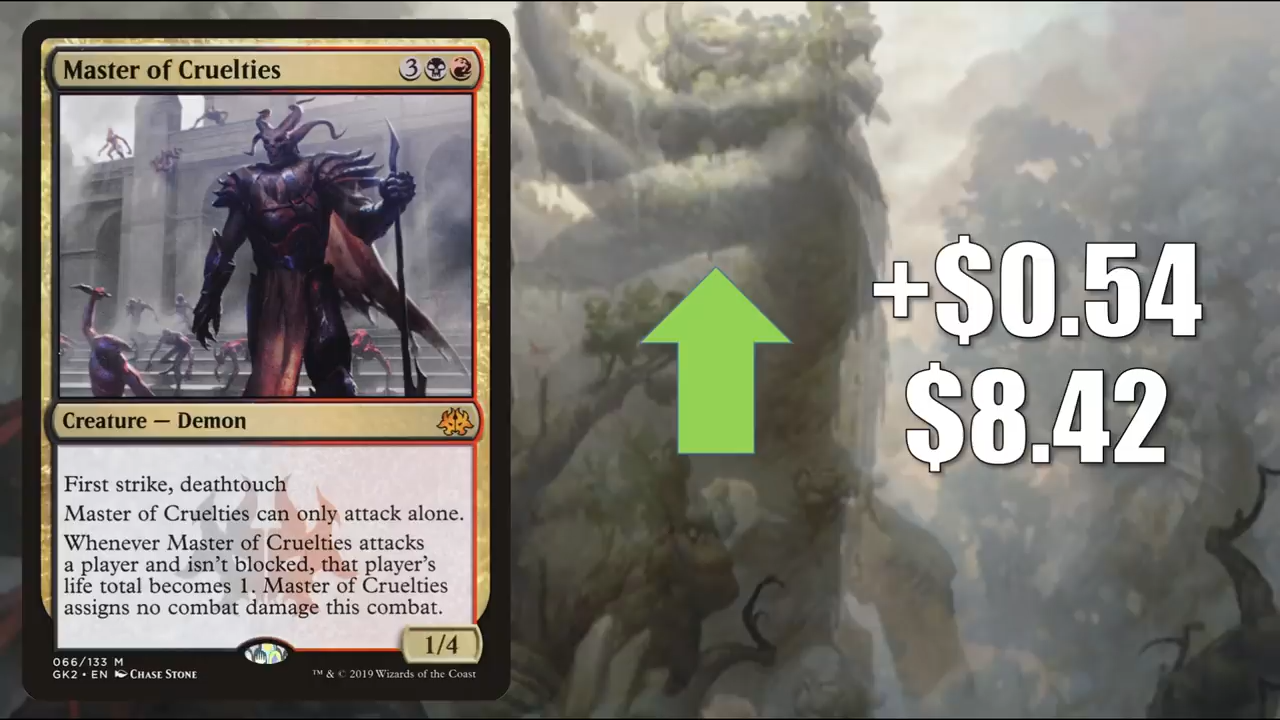 Master of Cruelties 3
Creature — Demon
First strike, deathtouch
Master of Cruelties can only attack alone.
Whenever Master of Cruelties attacks
a player and isn't blocked, that player's
life total becomes 1. Master of Cruelties
assigns no combat damage this combat.
1/4
066/133 M
GK2 • EN Chase Stone
™ & © 2019 Wizards of the Coast
+$0.54
$8.42